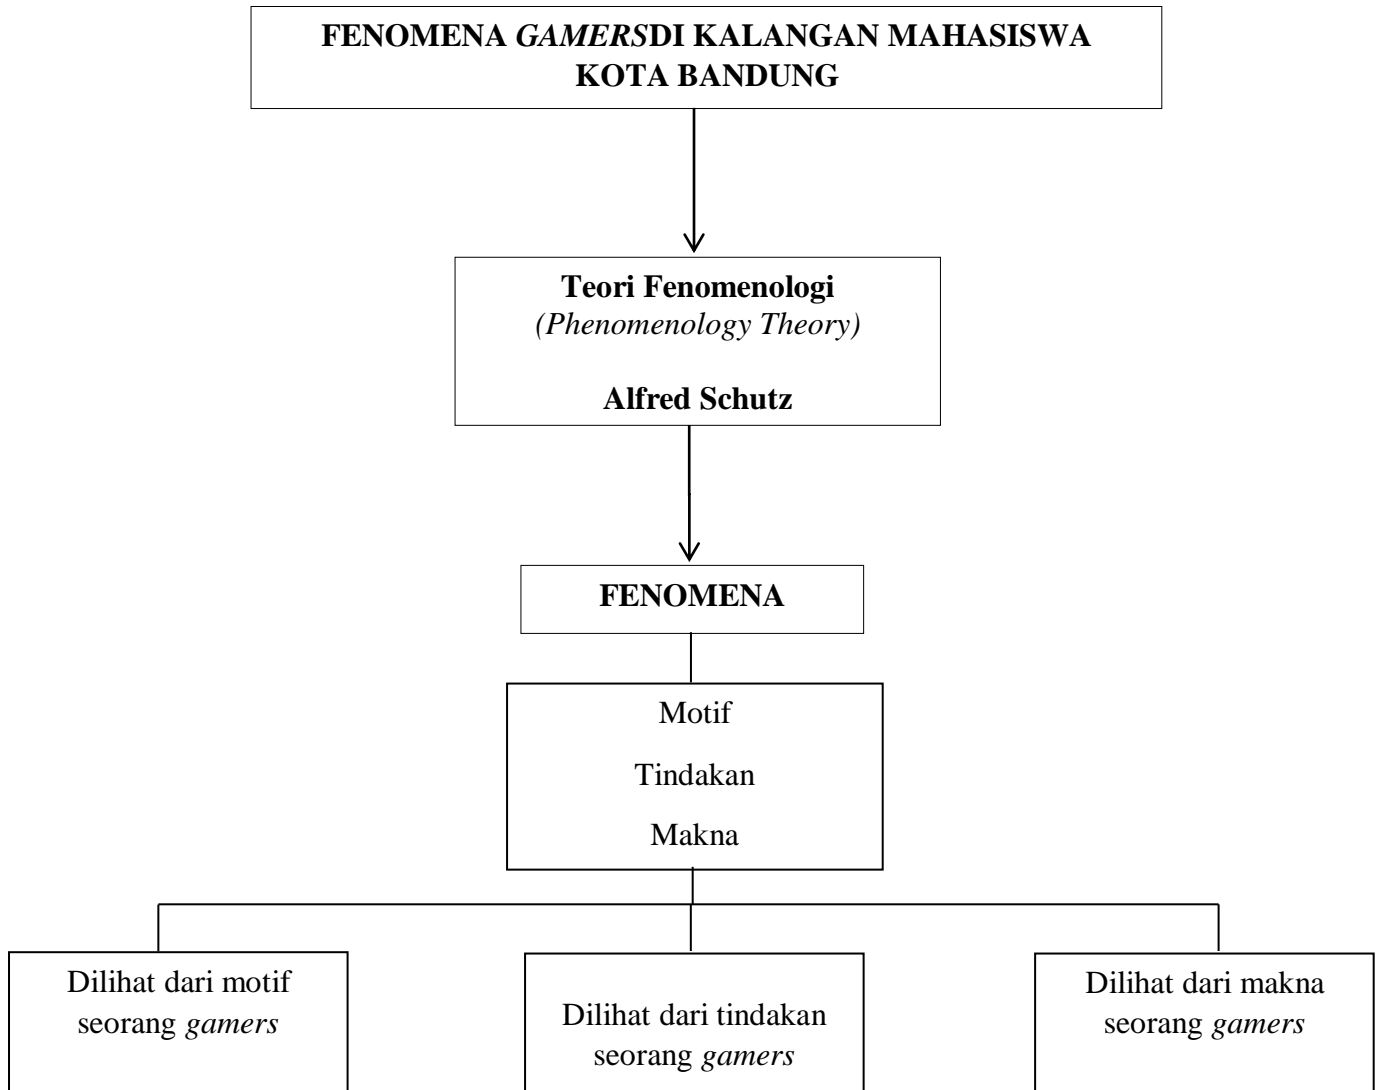 FENOMENA GAMERSDI KALANGAN MAHASISWA
KOTA BANDUNG
Teori Fenomenologi
(Phenomenology Theory)
Alfred Schutz
FENOMENA
Motif
Tindakan
Makna
Dilihat dari motif
seorang gamers
Dilihat dari tindakan
seorang gamers
Dilihat dari makna
seorang gamers